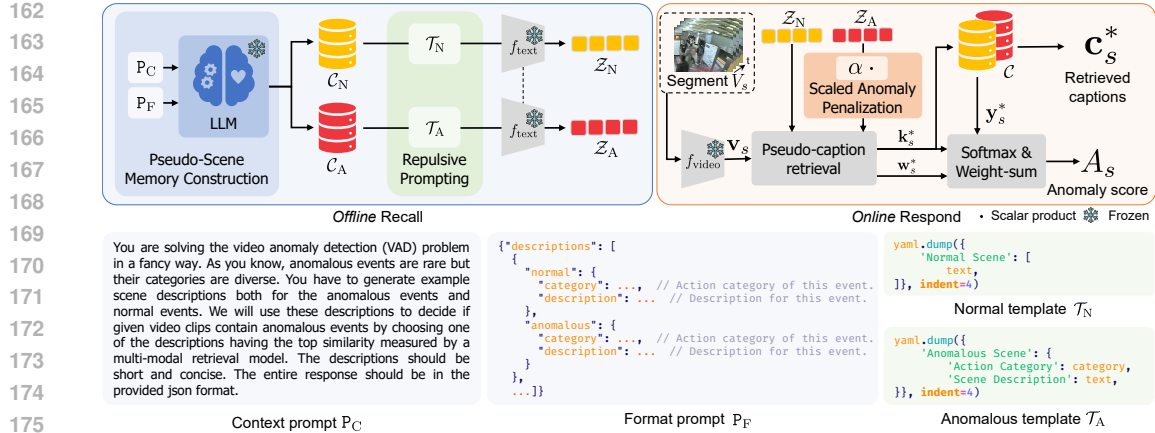 162
163
164
165
166
167
168
169
170
171
172
173
174
175
P_C
P_F
LLM
Pseudo-Scene
Memory Construction
C_N
C_A
T_N
T_A
Repulsive
Prompting
f_text
f_text
Z_N
Z_A
Offline Recall
Segment V_s
t
Z_N
Z_A
α ·
Scaled Anomaly
Penalization
f_video
v_s
Pseudo-caption
retrieval
k_s^*
w_s^*
C
y_s^*
Softmax &
Weight-sum
c_s^*
Retrieved
captions
A_s
Anomaly score
Online Respond
· Scalar product
Frozen
You are solving the video anomaly detection (VAD) problem
in a fancy way. As you know, anomalous events are rare but
their categories are diverse. You have to generate example
scene descriptions both for the anomalous events and
normal events. We will use these descriptions to decide if
given video clips contain anomalous events by choosing one
of the descriptions having the top similarity measured by a
multi-modal retrieval model. The descriptions should be
short and concise. The entire response should be in the
provided json format.
Context prompt P_C
{"descriptions": [
  {
    "normal": {
      "category": ..., // Action category of this event.
      "description": ... // Description for this event.
    },
    "anomalous": {
      "category": ..., // Action category of this event.
      "description": ... // Description for this event.
    }
  },
  ...]}
Format prompt P_F
yaml.dump({
    'Normal Scene': [
        text,
]}, indent=4)
Normal template T_N
yaml.dump({
    'Anomalous Scene': {
        'Action Category': category,
        'Scene Description': text,
}}, indent=4)
Anomalous template T_A